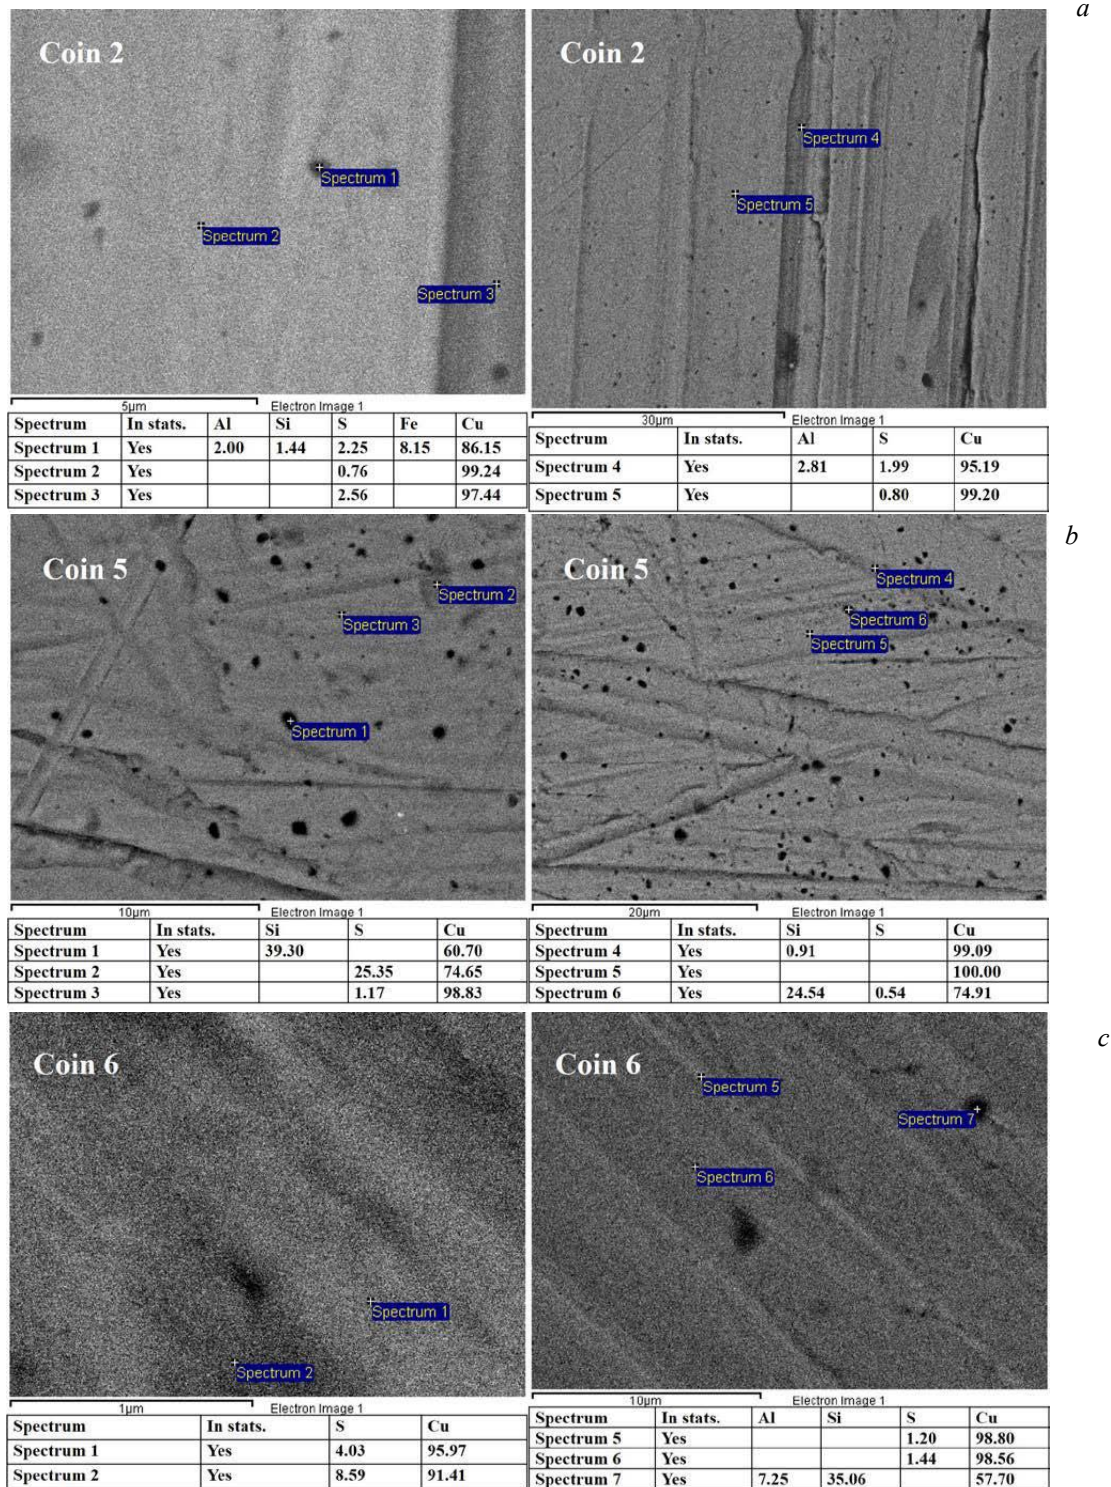 a
Coin 2
Spectrum 1
Spectrum 2
Spectrum 3
5µm Electron Image 1
Spectrum In stats. Al Si S Fe Cu
Spectrum 1 Yes 2.00 1.44 2.25 8.15 86.15
Spectrum 2 Yes 0.76 99.24
Spectrum 3 Yes 2.56 97.44
Coin 2
Spectrum 4
Spectrum 5
30µm Electron Image 1
Spectrum In stats. Al S Cu
Spectrum 4 Yes 2.81 1.99 95.19
Spectrum 5 Yes 0.80 99.20
b
Coin 5
Spectrum 2
Spectrum 3
Spectrum 1
10µm Electron Image 1
Spectrum In stats. Si S Cu
Spectrum 1 Yes 39.30 60.70
Spectrum 2 Yes 25.35 74.65
Spectrum 3 Yes 1.17 98.83
Coin 5
Spectrum 4
Spectrum 6
Spectrum 5
20µm Electron Image 1
Spectrum In stats. Si S Cu
Spectrum 4 Yes 0.91 99.09
Spectrum 5 Yes 100.00
Spectrum 6 Yes 24.54 0.54 74.91
c
Coin 6
Spectrum 1
Spectrum 2
1µm Electron Image 1
Spectrum In stats. S Cu
Spectrum 1 Yes 4.03 95.97
Spectrum 2 Yes 8.59 91.41
Coin 6
Spectrum 5
Spectrum 7
Spectrum 6
10µm Electron Image 1
Spectrum In stats. Al Si S Cu
Spectrum 5 Yes 1.20 98.80
Spectrum 6 Yes 1.44 98.56
Spectrum 7 Yes 7.25 35.06 57.70